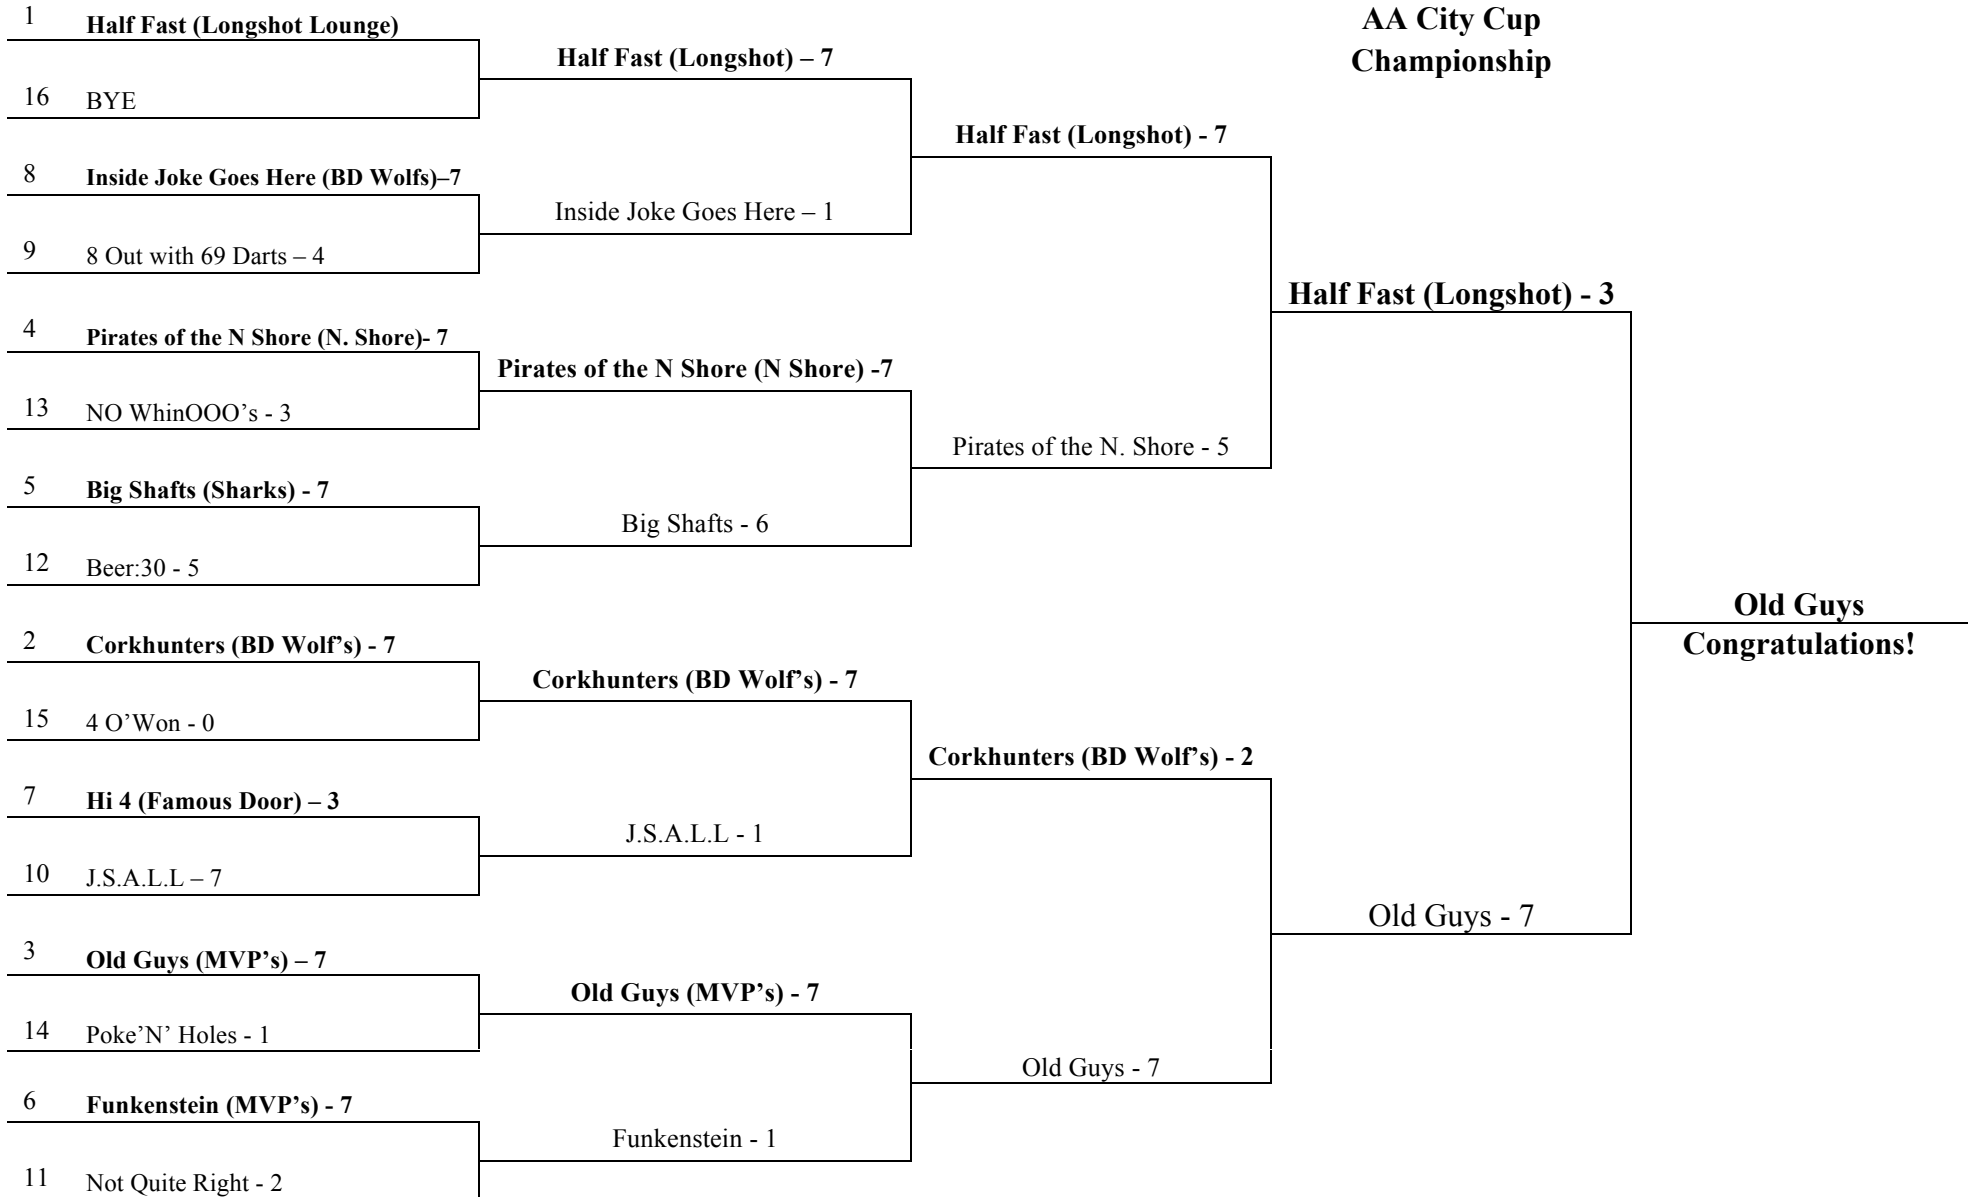 AA City Cup
Championship
1 Half Fast (Longshot Lounge)
16 BYE
8 Inside Joke Goes Here (BD Wolfs)–7
9 8 Out with 69 Darts – 4
4 Pirates of the N Shore (N. Shore)- 7
13 NO WhinOOO’s - 3
5 Big Shafts (Sharks) - 7
12 Beer:30 - 5
2 Corkhunters (BD Wolf’s) - 7
15 4 O’Won - 0
7 Hi 4 (Famous Door) – 3
10 J.S.A.L.L – 7
3 Old Guys (MVP’s) – 7
14 Poke’N’ Holes - 1
6 Funkenstein (MVP’s) - 7
11 Not Quite Right - 2
Half Fast (Longshot) – 7
Inside Joke Goes Here – 1
Pirates of the N Shore (N Shore) -7
Big Shafts - 6
Corkhunters (BD Wolf’s) - 7
J.S.A.L.L - 1
Old Guys (MVP’s) - 7
Funkenstein - 1
Half Fast (Longshot) - 7
Pirates of the N. Shore - 5
Corkhunters (BD Wolf’s) - 2
Old Guys - 7
Half Fast (Longshot) - 3
Old Guys - 7
Old Guys
Congratulations!